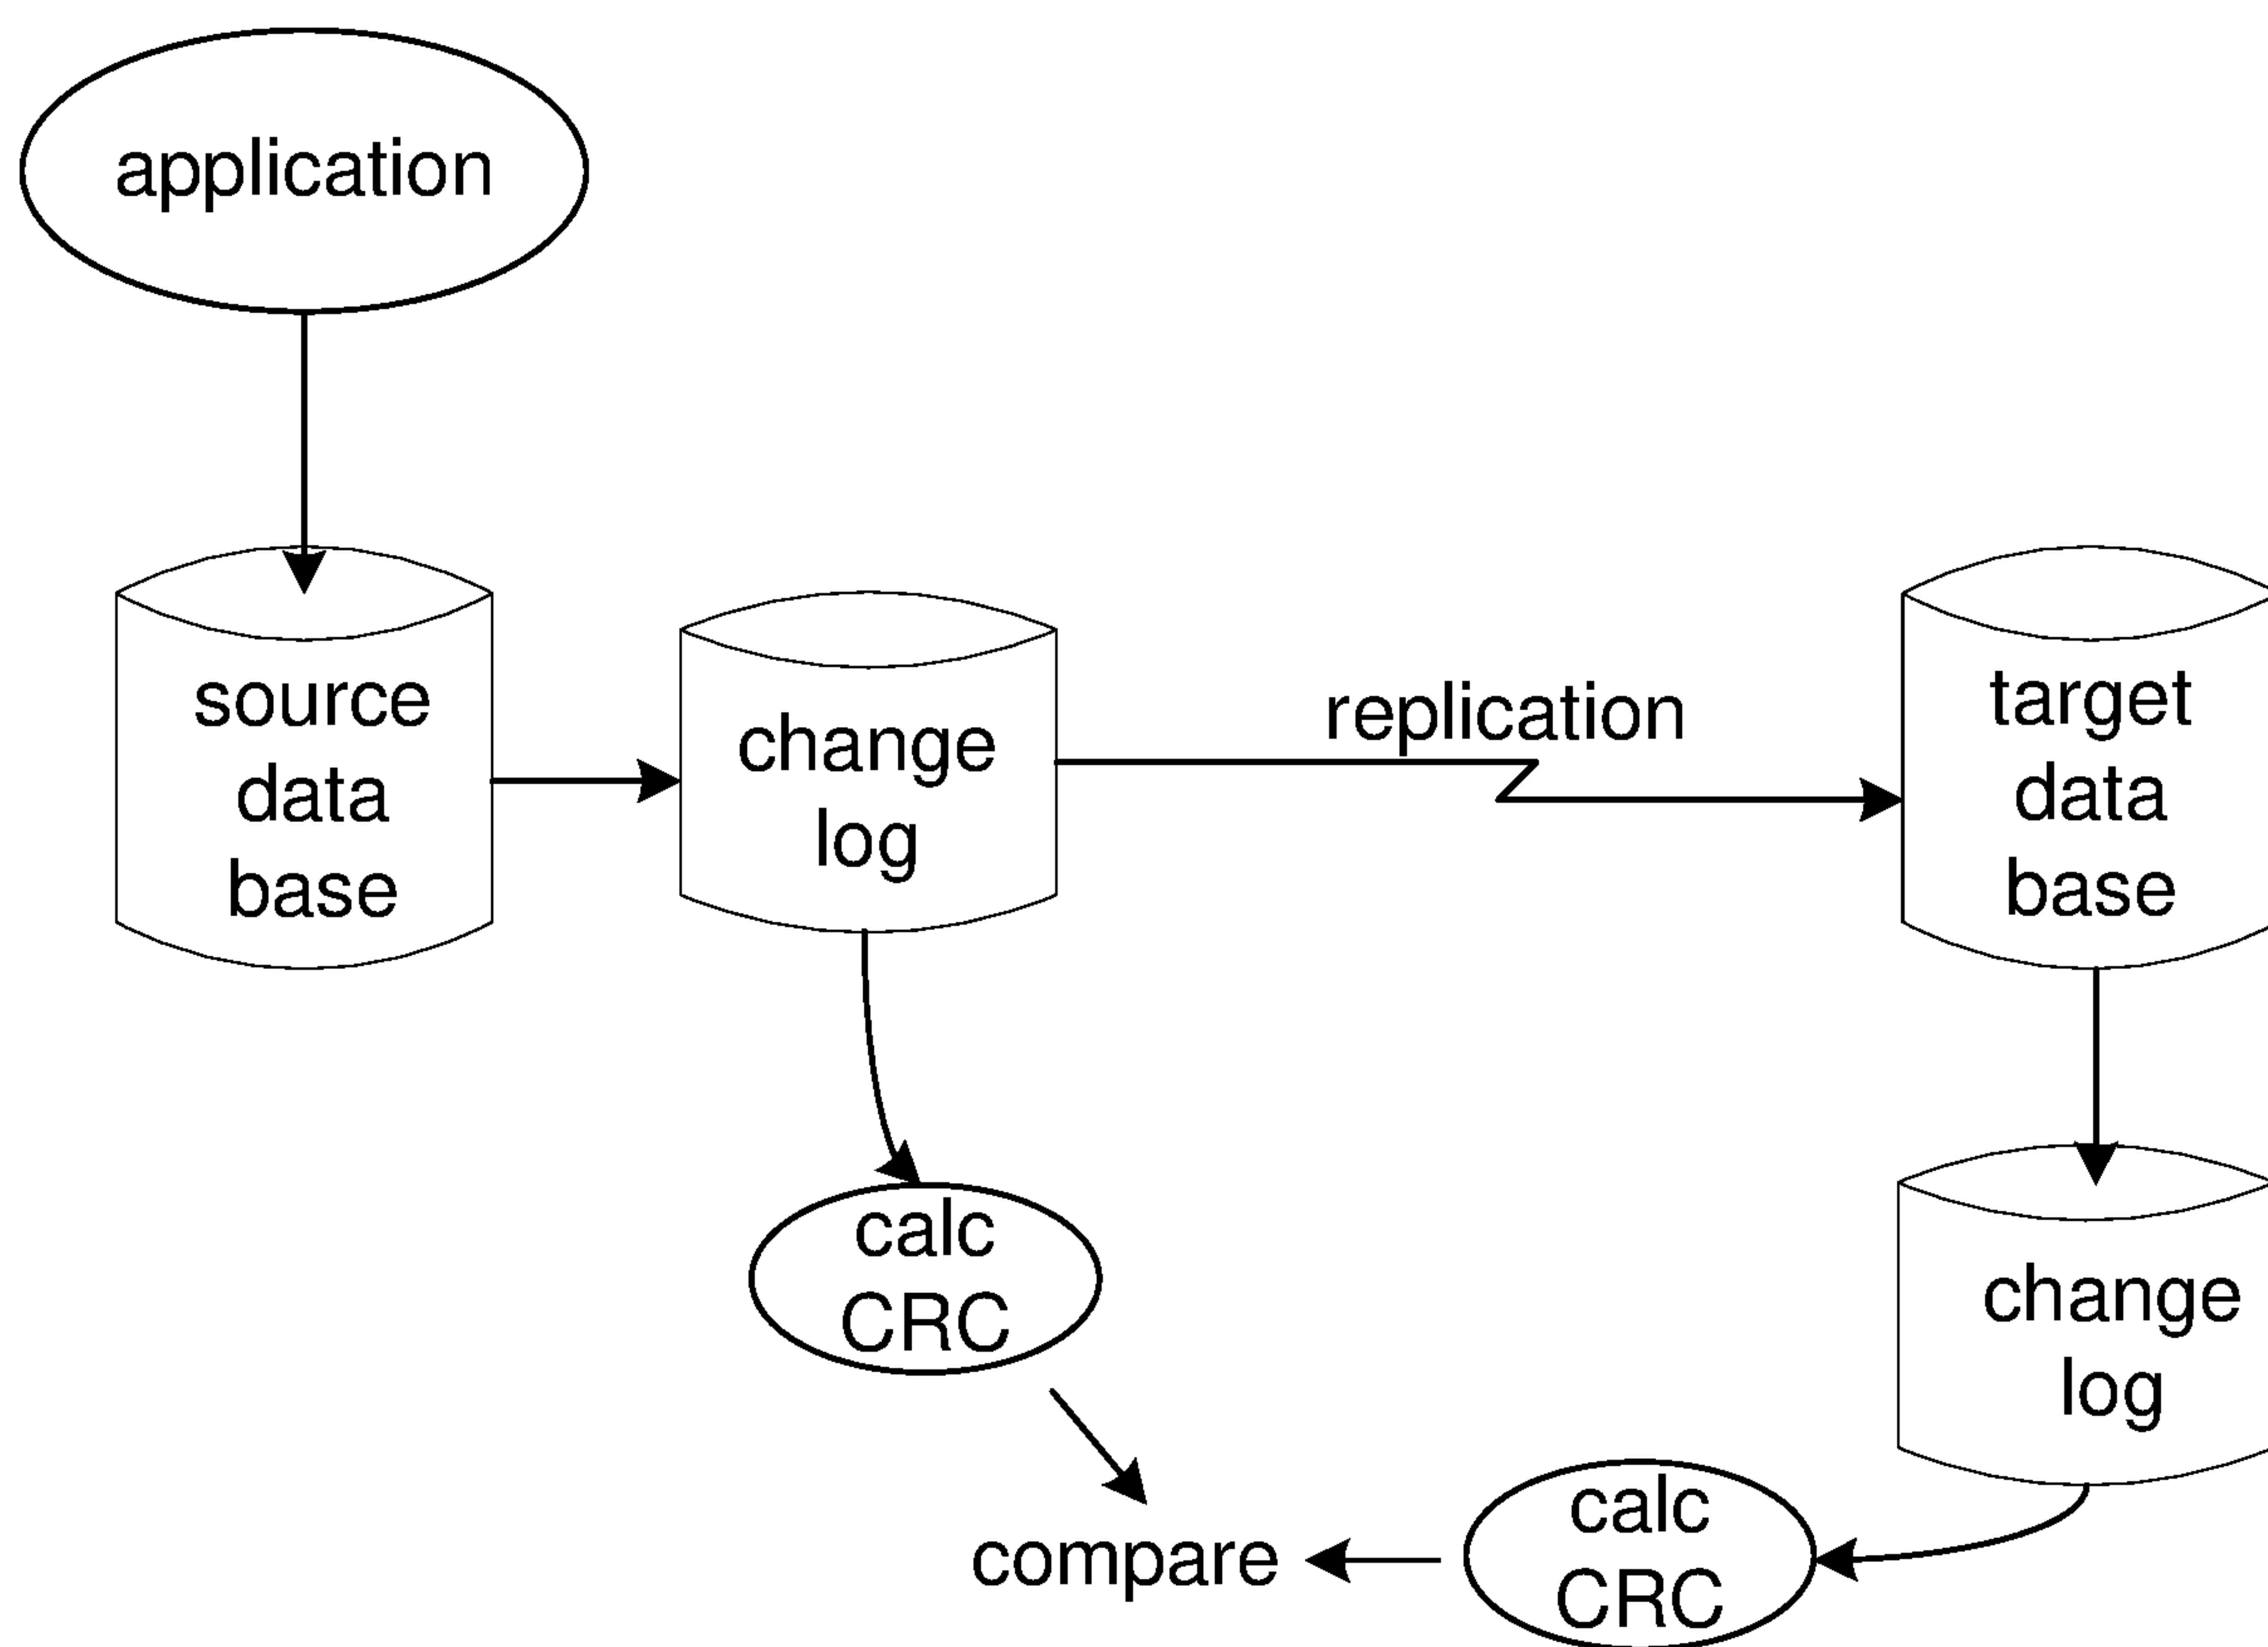 application
source
data
base
change
log
replication
target
data
base
calc
CRC
change
log
compare
calc
CRC